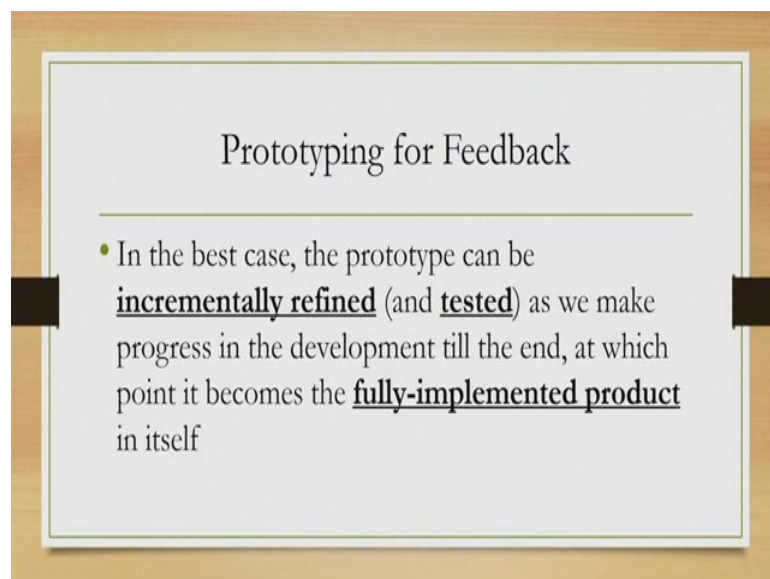 Prototyping for Feedback
• In the best case, the prototype can be
incrementally refined (and tested) as we make
progress in the development till the end, at which
point it becomes the fully-implemented product
in itself